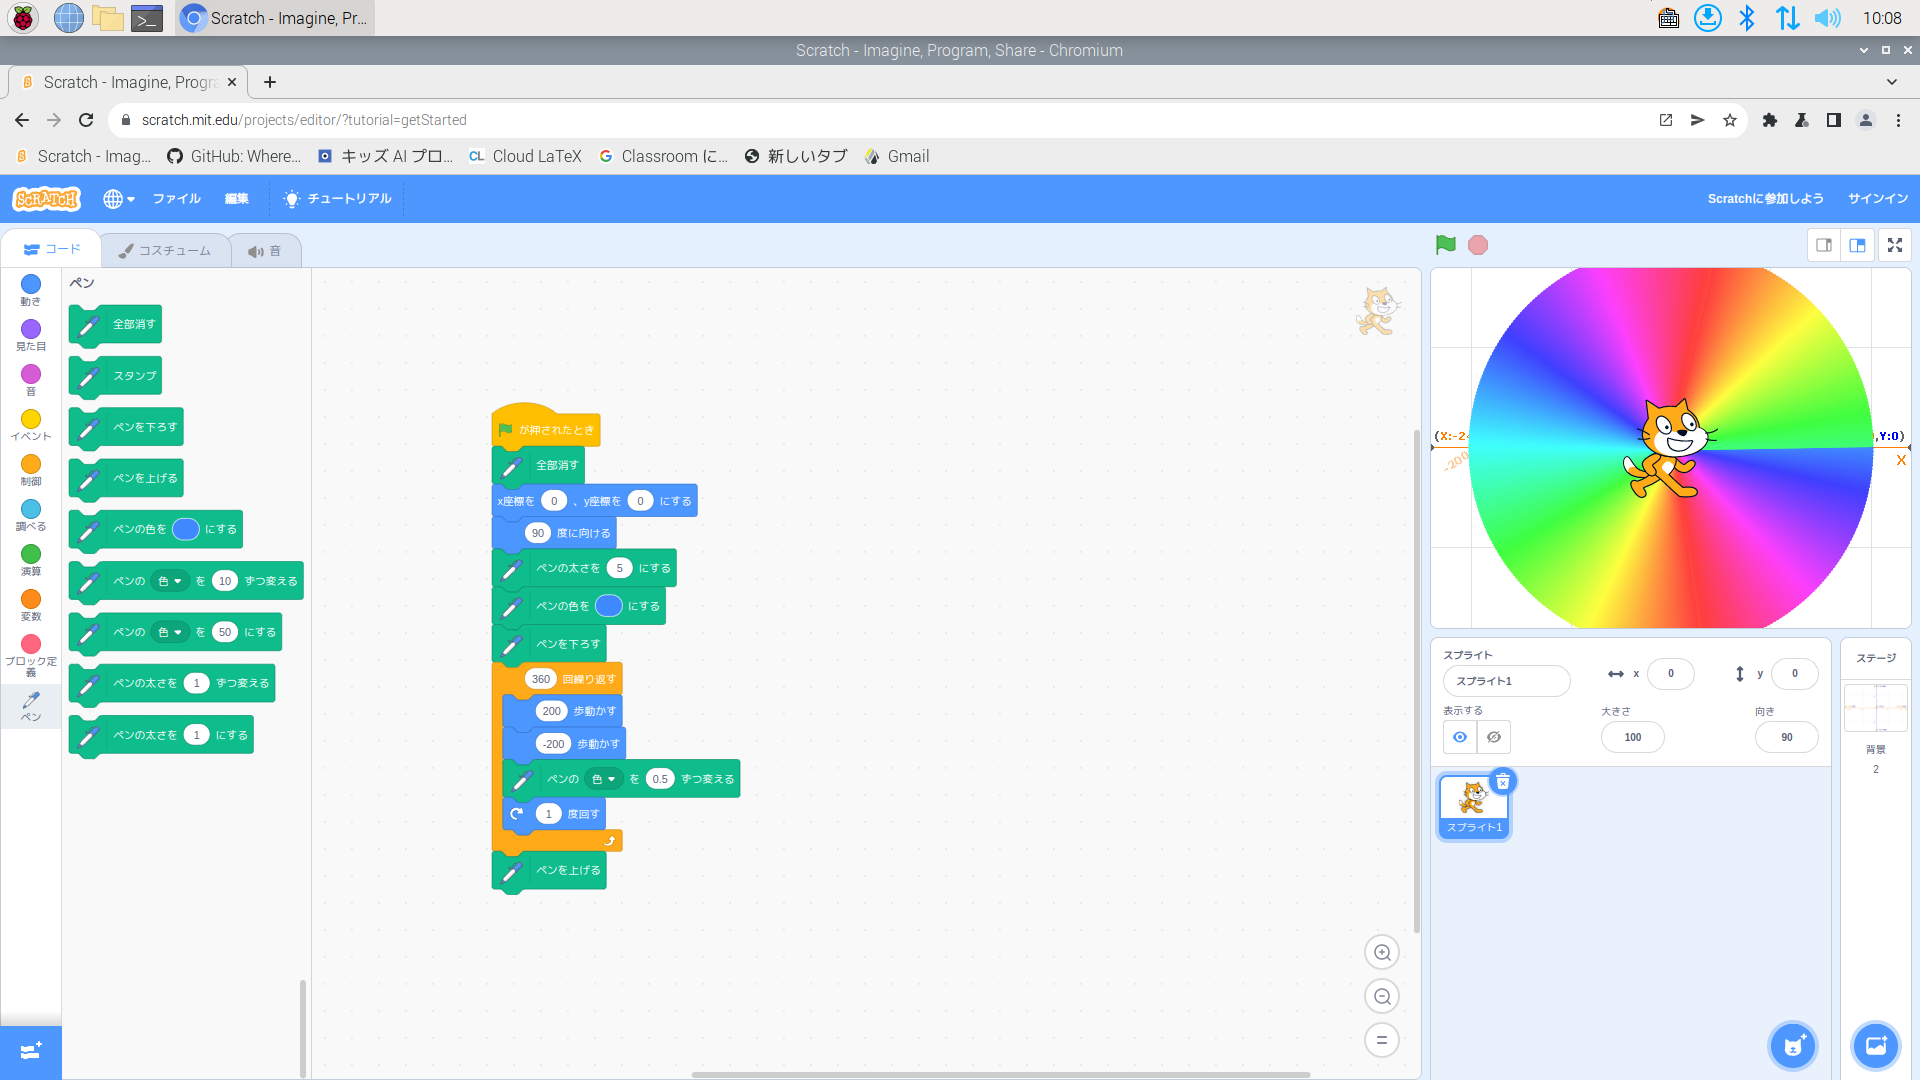 Scratch - Imagine, Pr...
10:08
Scratch - Imagine, Program, Share - Chromium
Scratch - Imagine, Progra
scratch.mit.edu/projects/editor/?tutorial=getStarted
Scratch - Imag...
GitHub: Where...
キッズ AI プロ...
CL Cloud LaTeX
Classroom に...
新しいタブ
Gmail
SCRATCH
ファイル
編集
チュートリアル
Scratchに参加しよう
サインイン
コード
コスチューム
音
動き
見た目
音
イベント
制御
調べる
演算
変数
ブロック定
義
ペン
ペン
全部消す
スタンプ
ペンを下ろす
ペンを上げる
ペンの色を にする
ペンの 色 を 10 ずつ変える
ペンの 色 を 50 にする
ペンの太さを 1 ずつ変える
ペンの太さを 1 にする
が押されたとき
全部消す
x座標を 0 、y座標を 0 にする
90 度に向ける
ペンの太さを 5 にする
ペンの色を にする
ペンを下ろす
360 回繰り返す
200 歩動かす
-200 歩動かす
ペンの 色 を 0.5 ずつ変える
1 度回す
ペンを上げる
(X:-2
,Y:0)
-200
X
スプライト
スプライト1
x 0
y 0
表示する
大きさ
100
向き
90
スプライト1
ステージ
背景
2